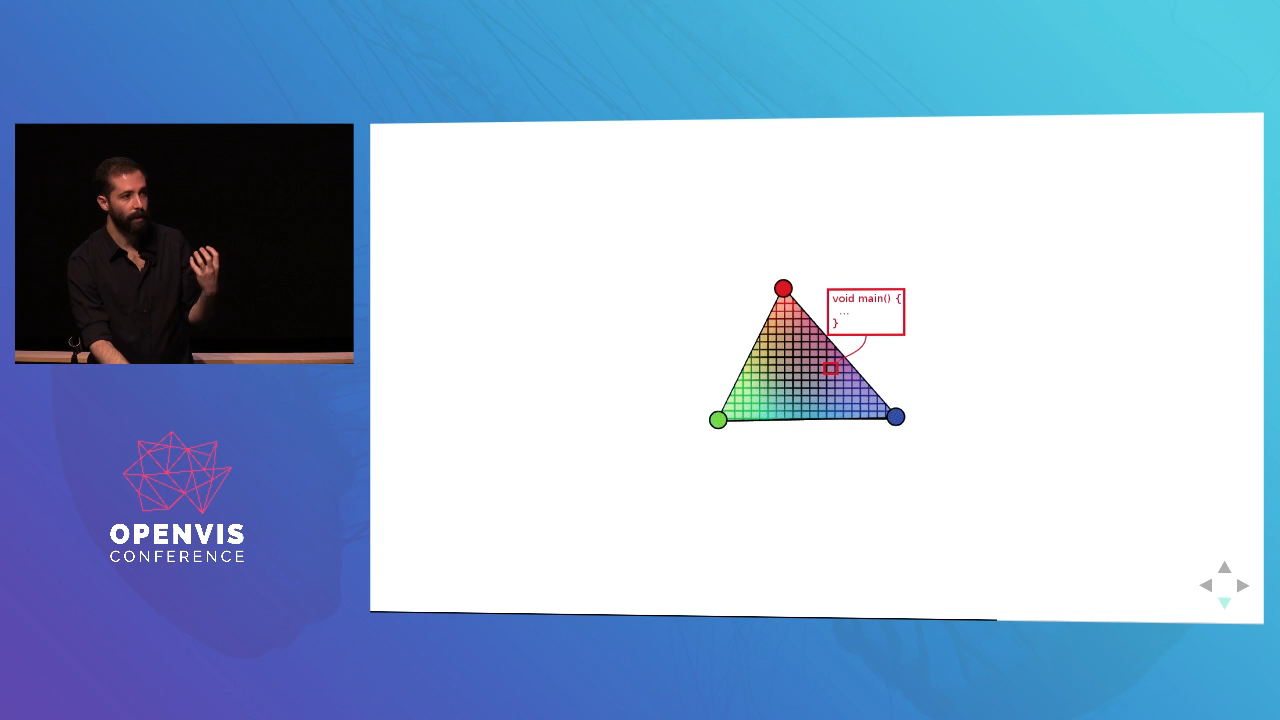 void main() {
...
}
OPENVIS
CONFERENCE